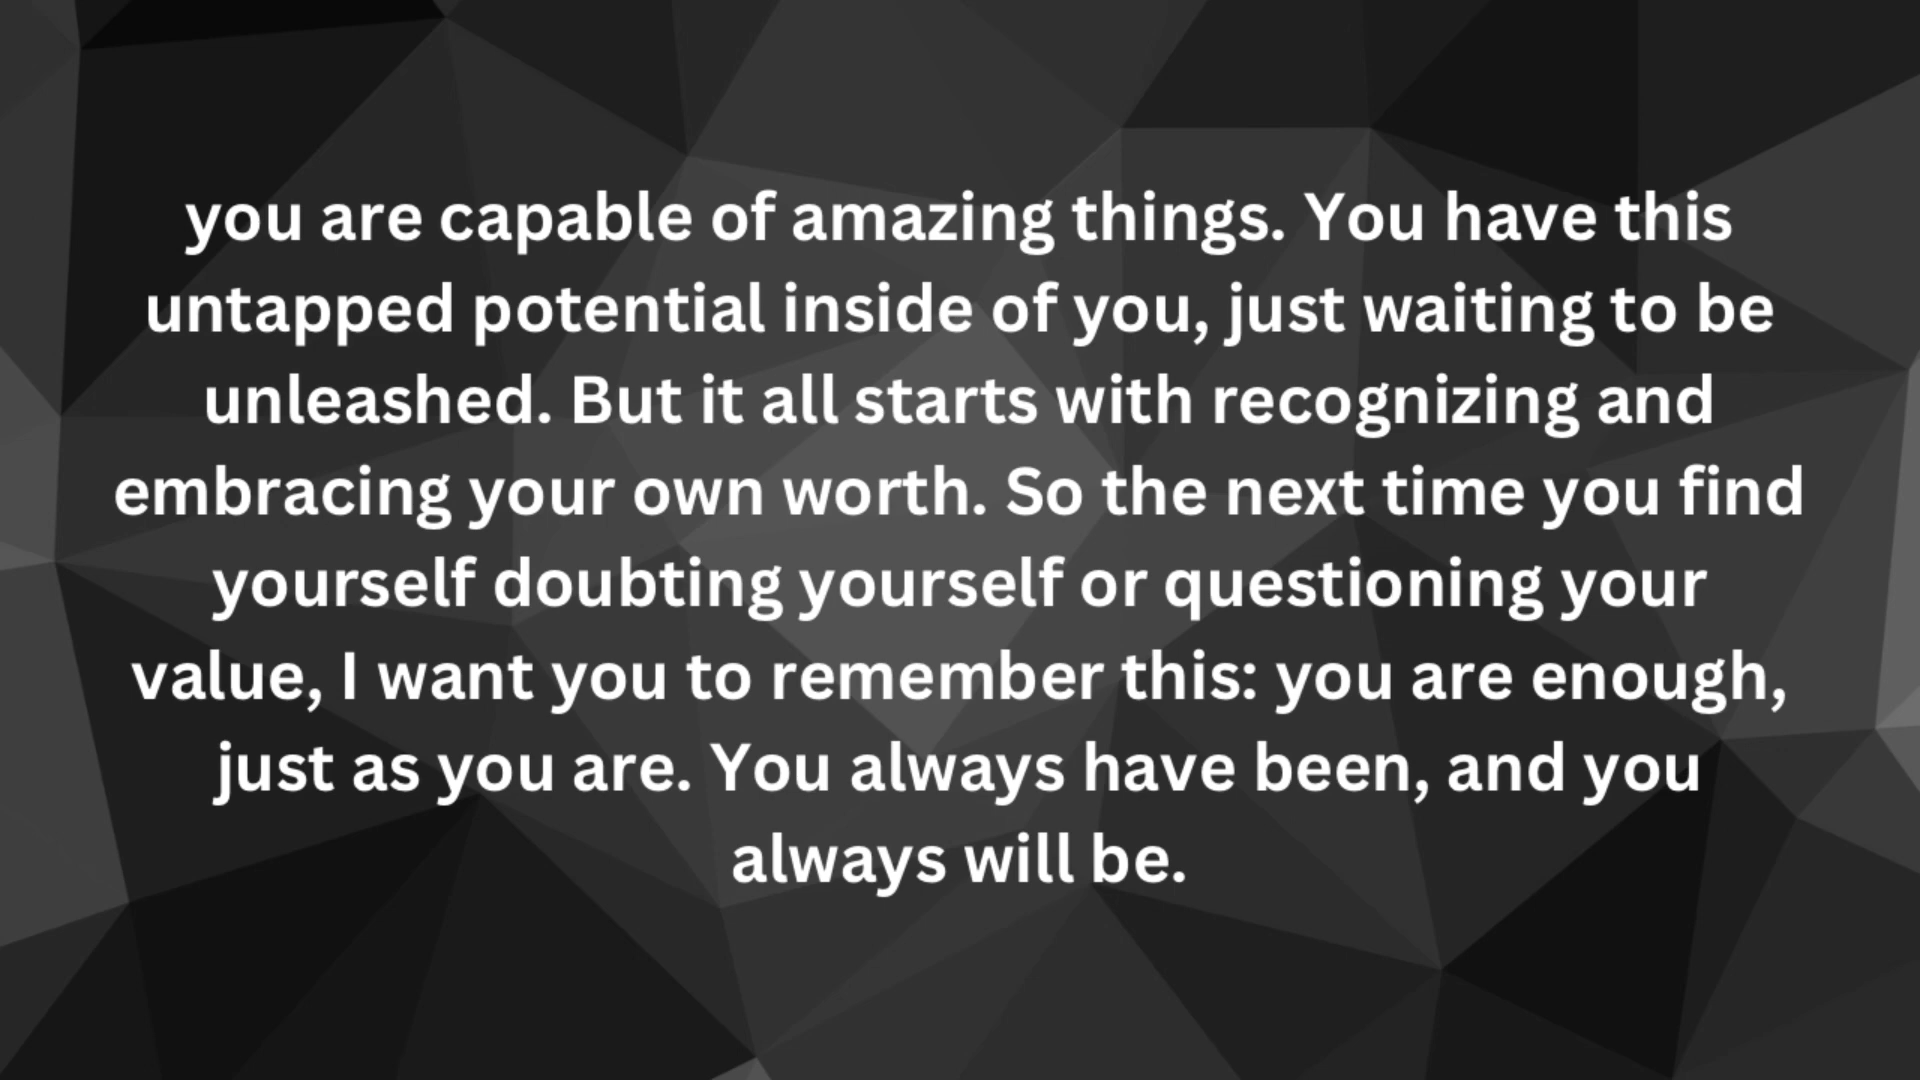 you are capable of amazing things. You have this
untapped potential inside of you, just waiting to be
unleashed. But it all starts with recognizing and
embracing your own worth. So the next time you find
yourself doubting yourself or questioning your
value, I want you to remember this: you are enough,
just as you are. You always have been, and you
always will be.